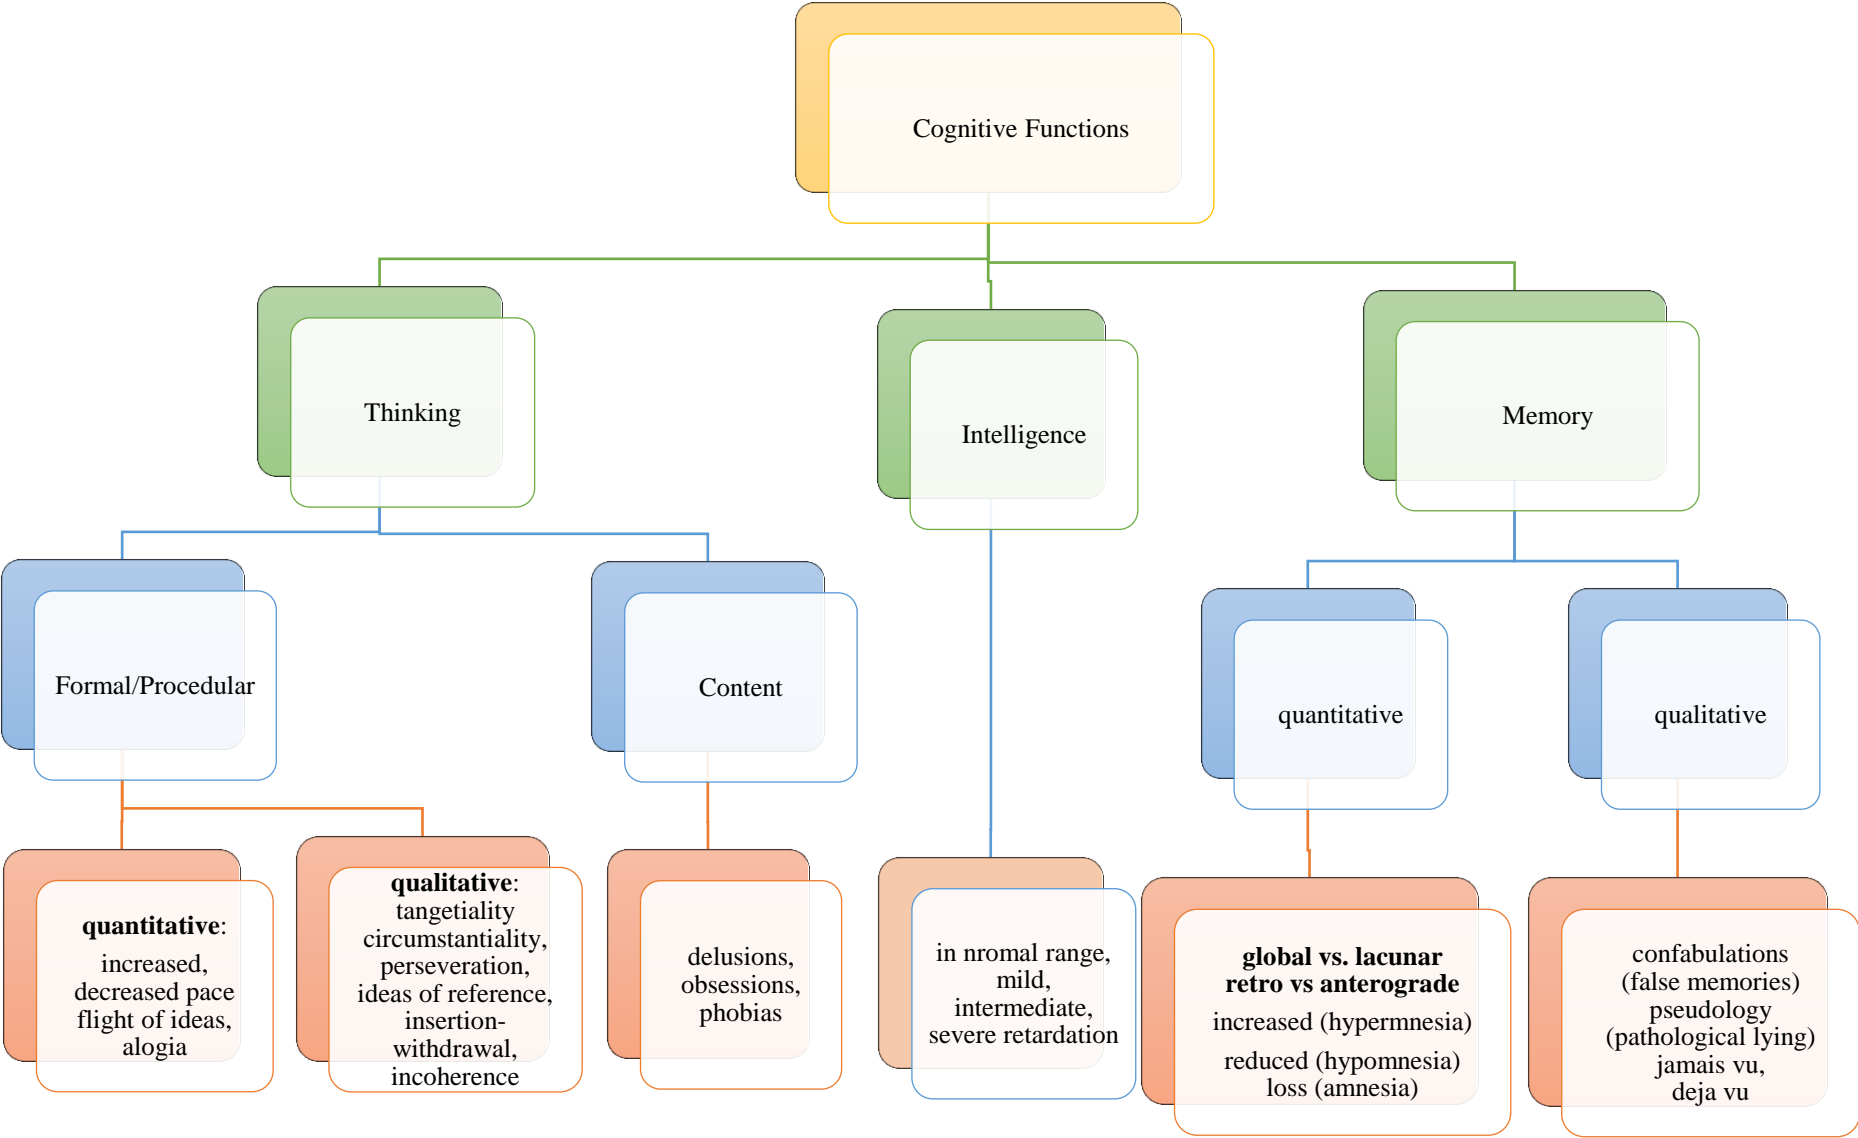 Cognitive Functions
Thinking
Intelligence
Memory
Formal/Procedular
Content
quantitative
qualitative
quantitative:
increased,
decreased pace
flight of ideas,
alogia
qualitative:
tangetiality
circumstantiality,
perseveration,
ideas of reference,
insertion-
withdrawal,
incoherence
delusions,
obsessions,
phobias
in nromal range,
mild,
intermediate,
severe retardation
global vs. lacunar
retro vs anterograde
increased (hypermnesia)
reduced (hypomnesia)
loss (amnesia)
confabulations
(false memories)
pseudology
(pathological lying)
jamais vu,
deja vu